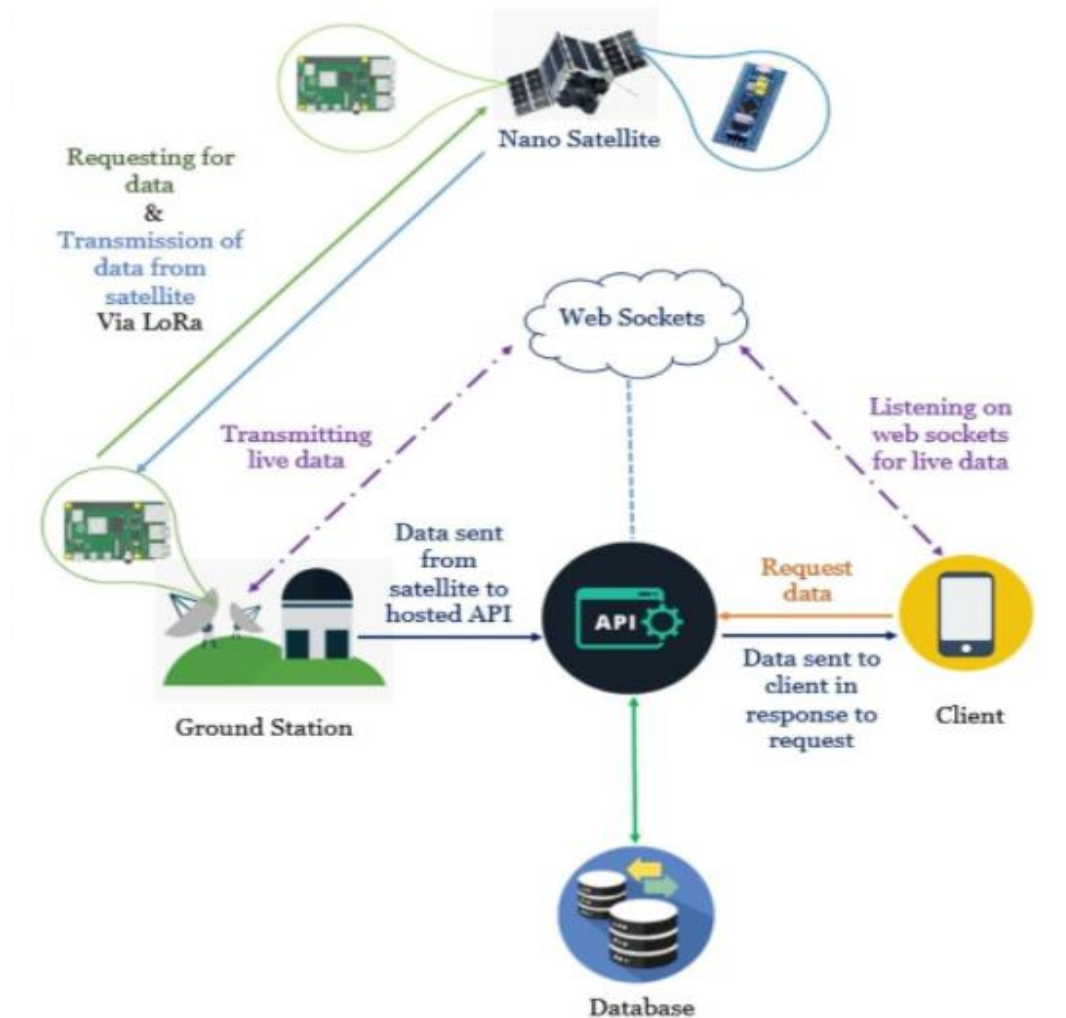 Nano Satellite
Requesting for
data
&
Transmission of
data from
satellite
Via LoRa
Web Sockets
Transmitting
live data
Listening on
web sockets
for live data
Data sent
from
satellite to
hosted API
API
Request
data
Data sent to
client in
response to
request
Ground Station
Client
Database